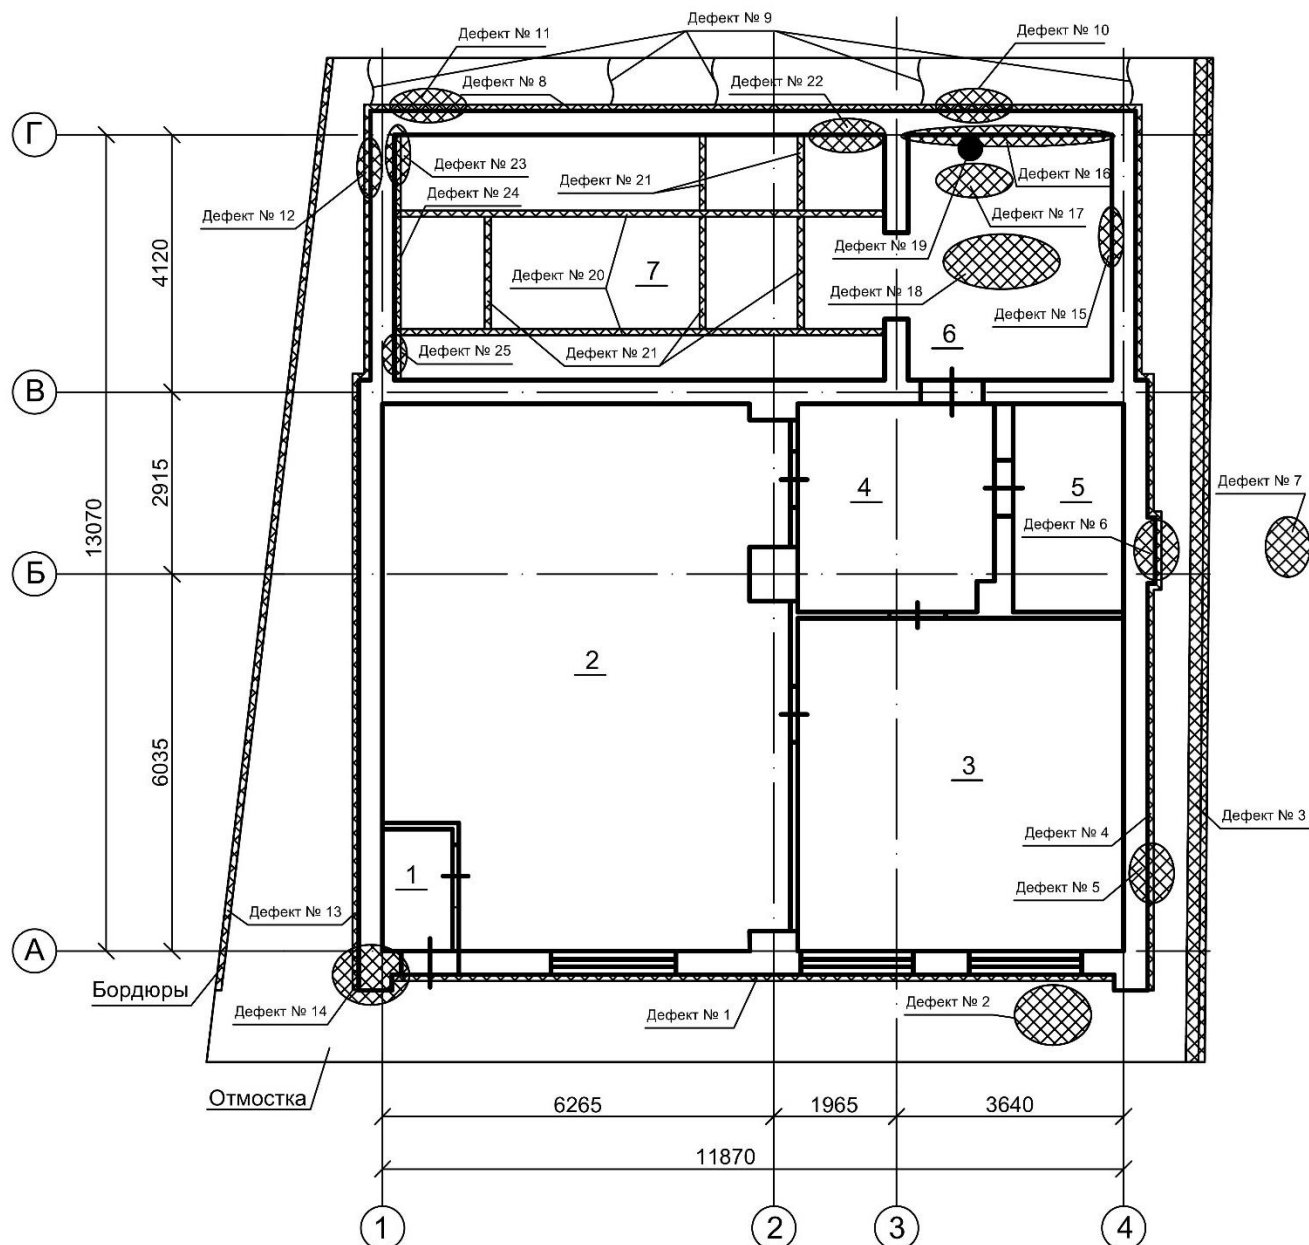 Дефект № 9
Дефект № 11
Дефект № 10
Дефект № 8
Дефект № 22
Г
Дефект № 23
Дефект № 21
Дефект № 16
Дефект № 24
Дефект № 12
Дефект № 17
4120
Дефект № 19
Дефект № 20
7
Дефект № 18
Дефект № 15
6
Дефект № 25
Дефект № 21
В
2915
4
5
Дефект № 7
13070
Дефект № 6
Б
2
6035
3
Дефект № 3
Дефект № 4
1
Дефект № 5
Дефект № 13
А
Бордюры
Дефект № 14
Дефект № 1
Дефект № 2
Отмостка
6265
1965
3640
11870
1
2
3
4